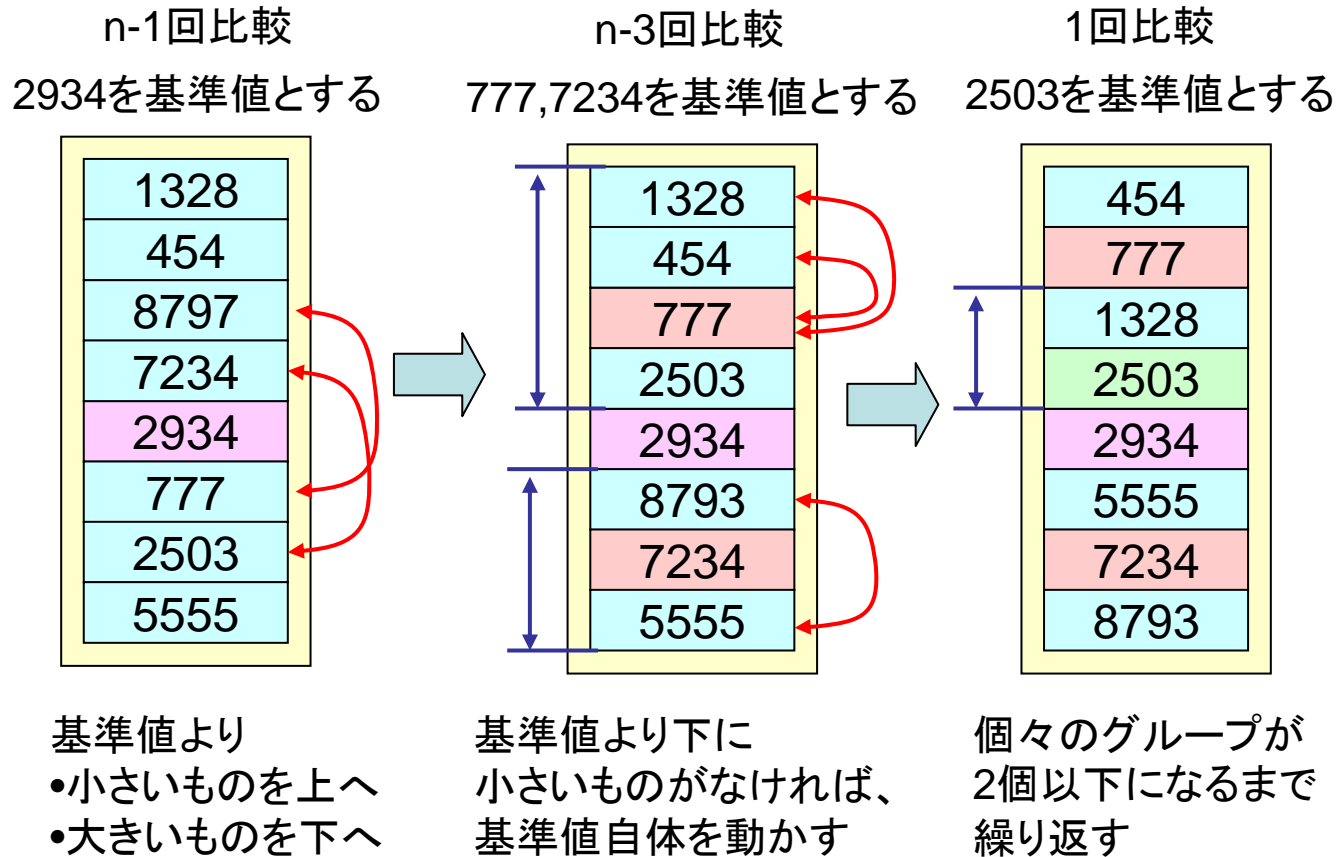 n-1回比較
2934を基準値とする
1328
454
8797
7234
2934
777
2503
5555
基準値より
•小さいものを上へ
•大きいものを下へ
n-3回比較
777,7234を基準値とする
1328
454
777
2503
2934
8793
7234
5555
基準値より下に
小さいものがなければ、
基準値自体を動かす
1回比較
2503を基準値とする
454
777
1328
2503
2934
5555
7234
8793
個々のグループが
2個以下になるまで
繰り返す